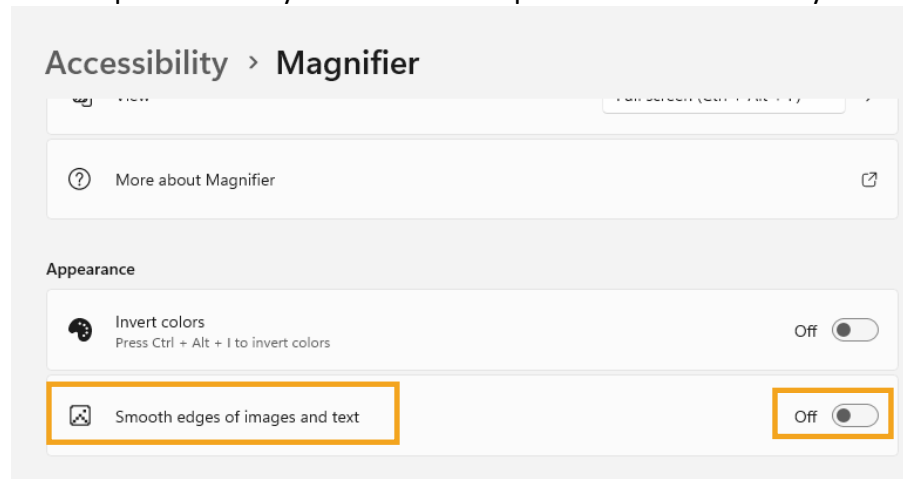 Accessibility > Magnifier
More about Magnifier
Appearance
Invert colors
Press Ctrl + Alt + I to invert colors
Off
Smooth edges of images and text
Off